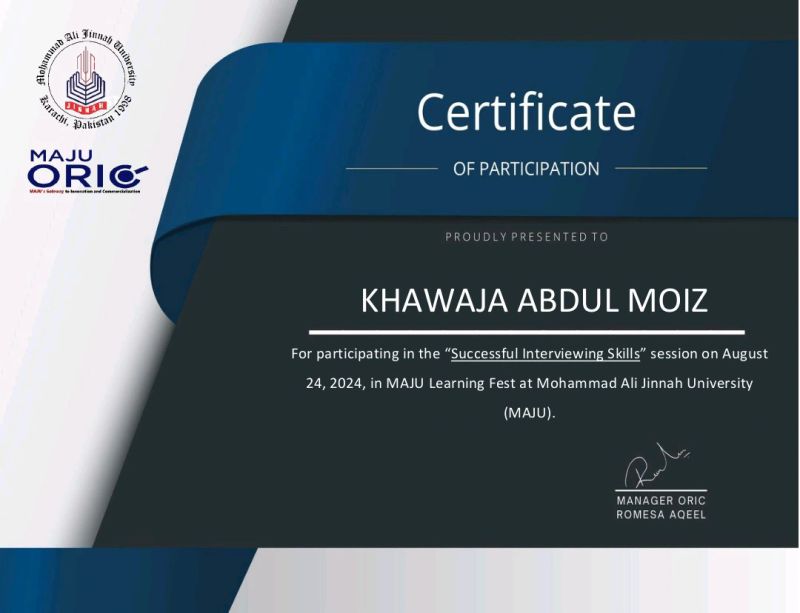 Mohammad Ali Jinnah University
JINNAH
Karachi, Pakistan 1998
MAJU
ORIC
MAJU's Gateway to Innovation and Commercialization
Certificate
OF PARTICIPATION
PROUDLY PRESENTED TO
KHAWAJA ABDUL MOIZ
For participating in the “Successful Interviewing Skills” session on August
24, 2024, in MAJU Learning Fest at Mohammad Ali Jinnah University
(MAJU).
MANAGER ORIC
ROMESA AQEEL